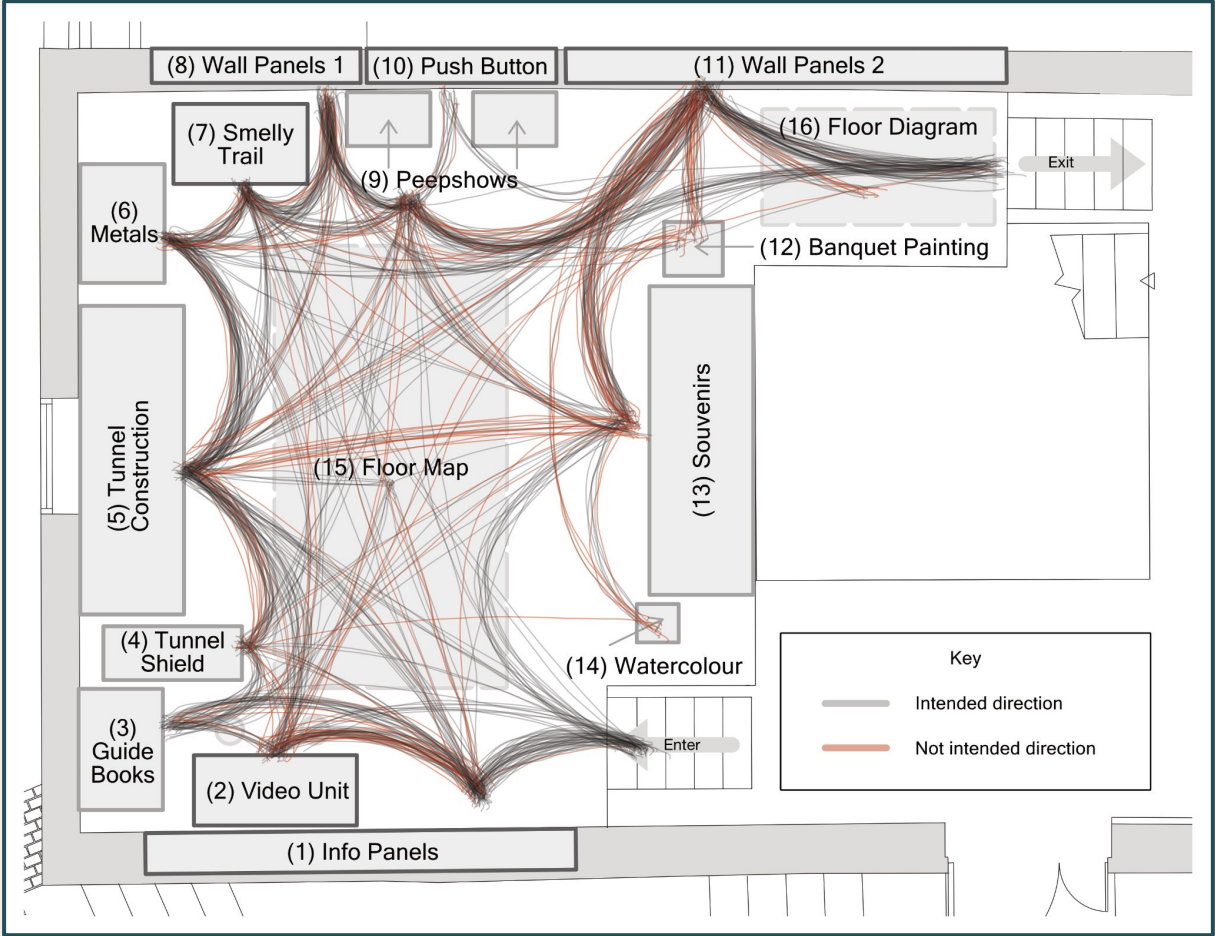 (8) Wall Panels 1
(10) Push Button
(11) Wall Panels 2
(7) Smelly
Trail
(16) Floor Diagram
Exit
(9) Peepshows
(6)
Metals
(12) Banquet Painting
(5) Tunnel
Construction
(15) Floor Map
(13) Souvenirs
(4) Tunnel
Shield
(14) Watercolour
(3)
Guide
Books
Enter
(2) Video Unit
(1) Info Panels
Key
Intended direction
Not intended direction